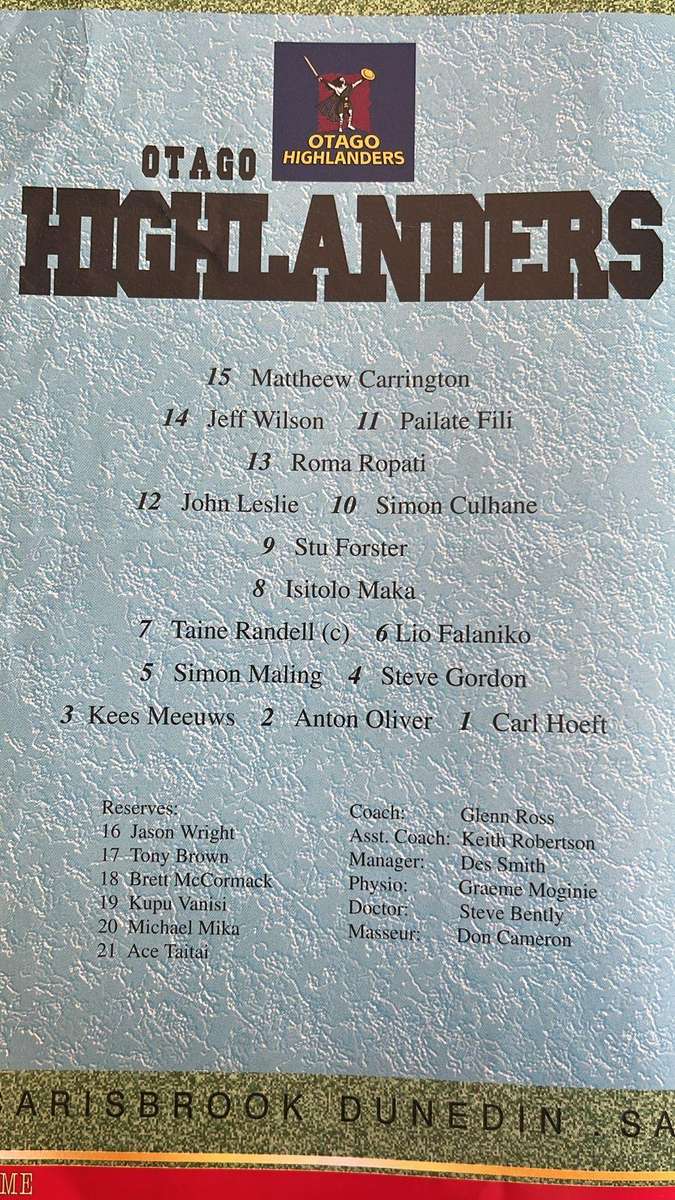 OTAGO
HIGHLANDERS
OTAGO
HIGHLANDERS
15 Mattheew Carrington
14 Jeff Wilson 11 Pailate Fili
13 Roma Ropati
12 John Leslie 10 Simon Culhane
9 Stu Forster
8 Isitolo Maka
7 Taine Randell (c) 6 Lio Falaniko
5 Simon Maling 4 Steve Gordon
3 Kees Meeuws 2 Anton Oliver 1 Carl Hoeft
Reserves:
16 Jason Wright
17 Tony Brown
18 Brett McCormack
19 Kupu Vanisi
20 Michael Mika
21 Ace Taitai
Coach: Glenn Ross
Asst. Coach: Keith Robertson
Manager: Des Smith
Physio: Graeme Moginie
Doctor: Steve Bently
Masseur: Don Cameron
ARISBROOK DUNEDIN . SA
ME